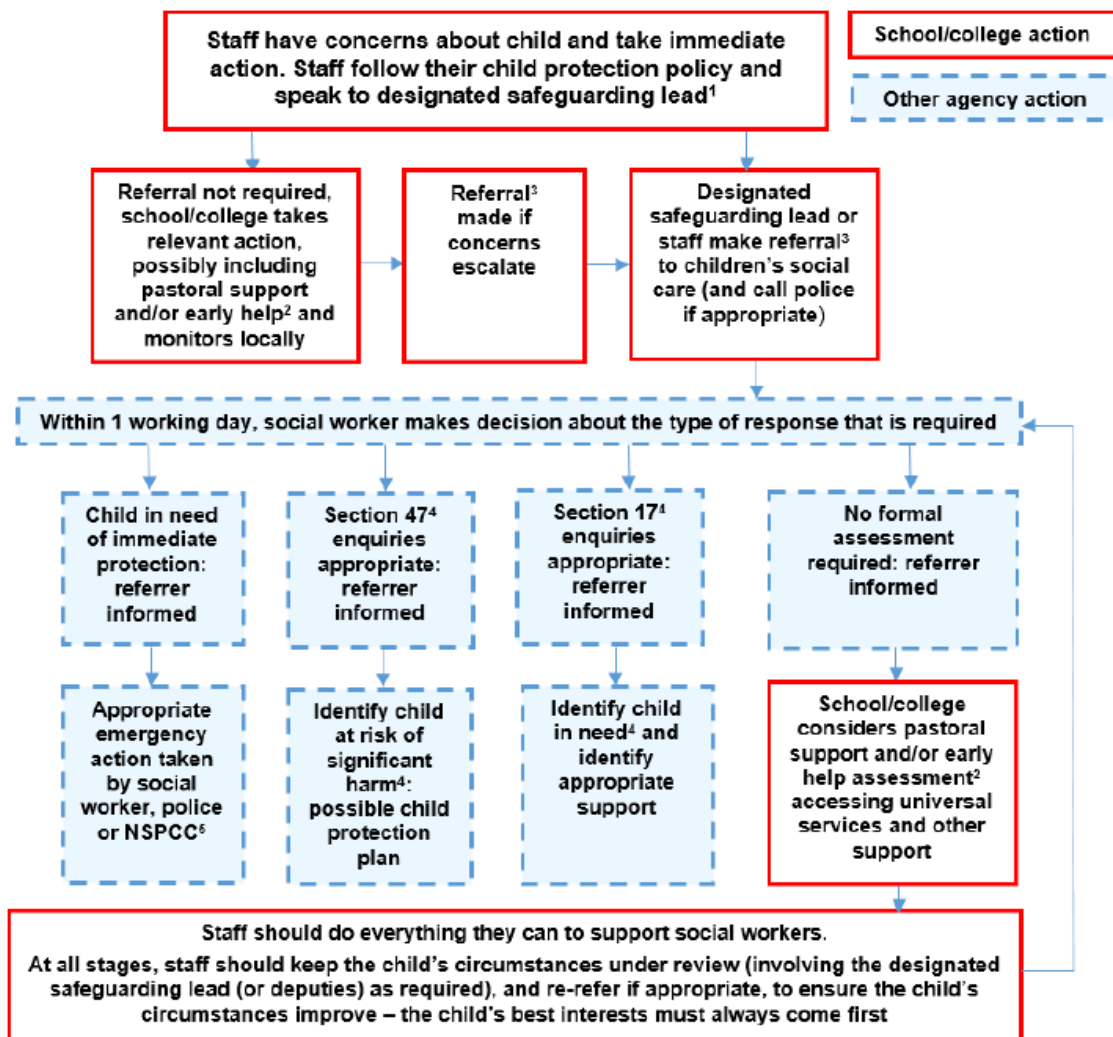 Staff have concerns about child and take immediate
action. Staff follow their child protection policy and
speak to designated safeguarding lead¹
School/college action
Other agency action
Referral not required,
school/college takes
relevant action,
possibly including
pastoral support
and/or early help² and
monitors locally
Referral³
made if
concerns
escalate
Designated
safeguarding lead or
staff make referral³
to children's social
care (and call police
if appropriate)
Within 1 working day, social worker makes decision about the type of response that is required
Child in need
of immediate
protection:
referrer
informed
Section 47⁴
enquiries
appropriate:
referrer
informed
Section 17⁴
enquiries
appropriate:
referrer
informed
No formal
assessment
required: referrer
informed
Appropriate
emergency
action taken
by social
worker, police
or NSPCC⁵
Identify child
at risk of
significant
harm⁴:
possible child
protection
plan
Identify child
in need⁴ and
identify
appropriate
support
School/college
considers pastoral
support and/or early
help assessment²
accessing universal
services and other
support
Staff should do everything they can to support social workers.
At all stages, staff should keep the child's circumstances under review (involving the designated
safeguarding lead (or deputies) as required), and re-refer if appropriate, to ensure the child's
circumstances improve – the child's best interests must always come first